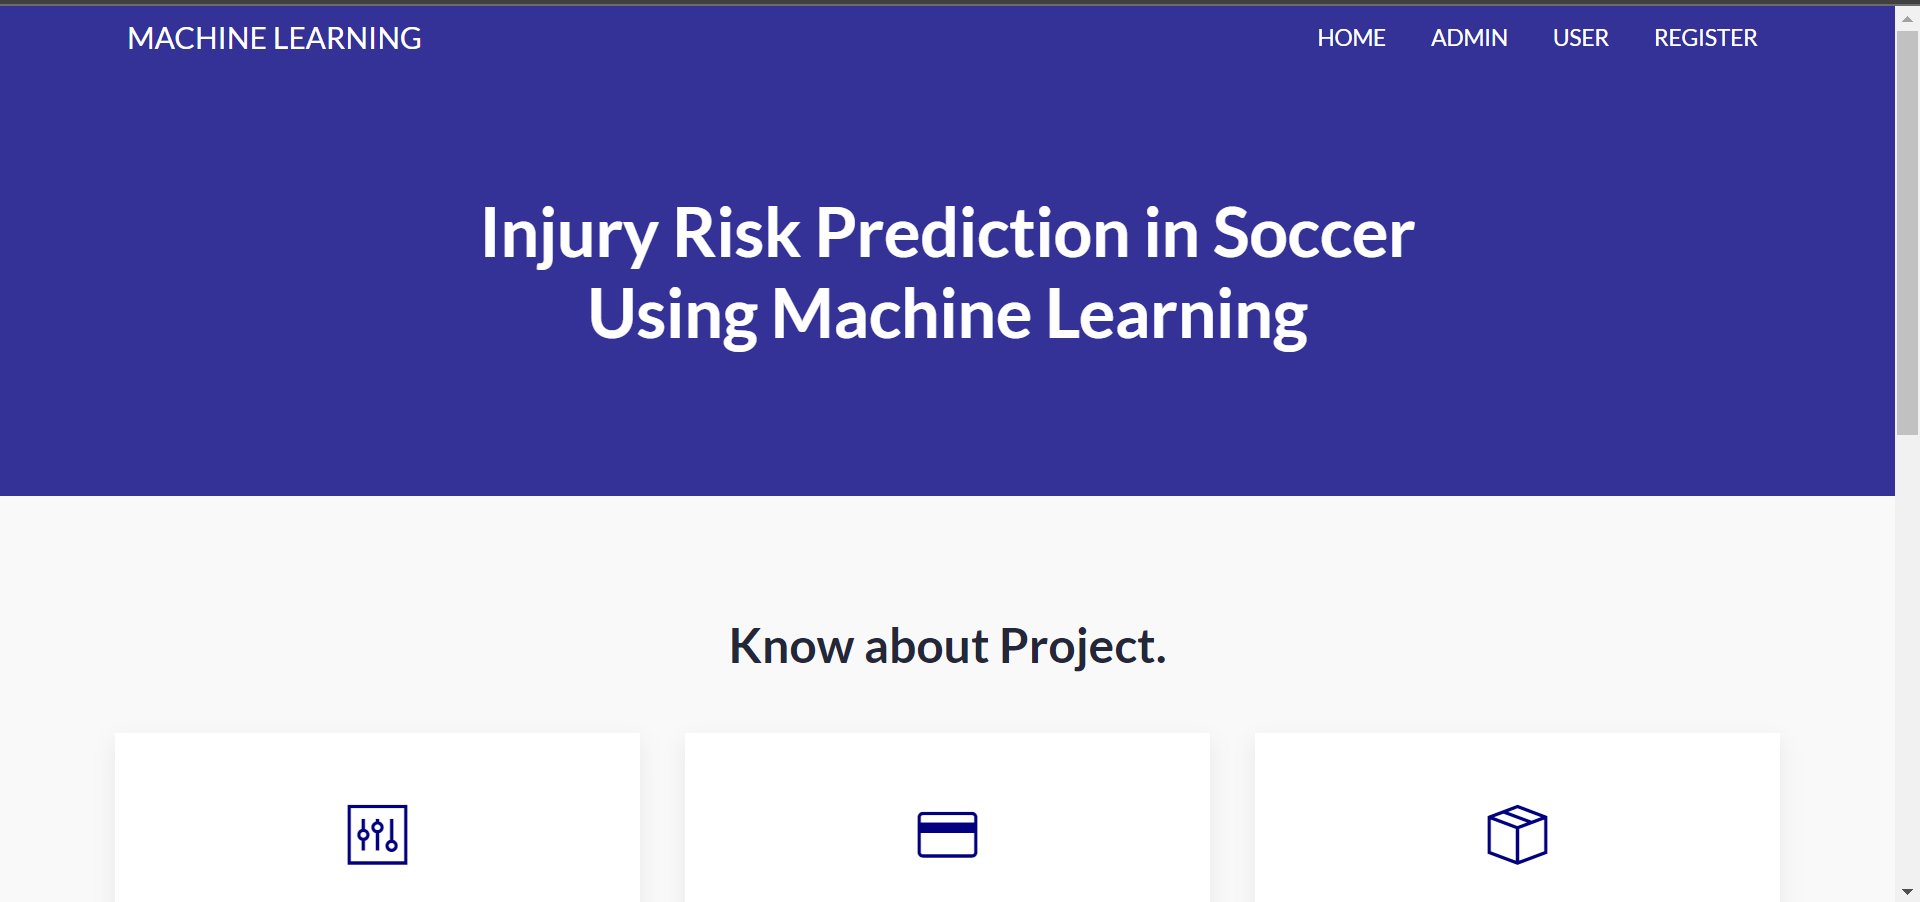 MACHINE LEARNING
HOME ADMIN USER REGISTER
Injury Risk Prediction in Soccer
Using Machine Learning
Know about Project.